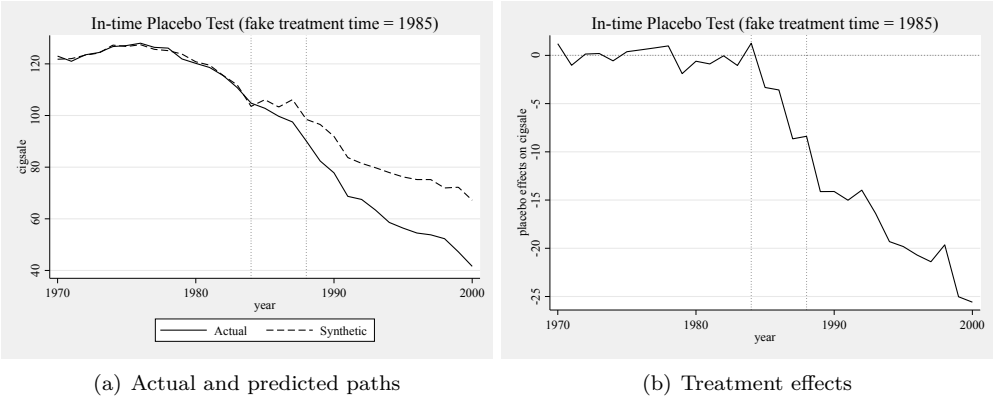 In-time Placebo Test (fake treatment time = 1985)
cigsale
120
100
80
60
40
1970
1980
1990
2000
year
Actual
Synthetic
(a) Actual and predicted paths
In-time Placebo Test (fake treatment time = 1985)
placebo effects on cigsale
0
-5
-10
-15
-20
-25
1970
1980
1990
2000
year
(b) Treatment effects